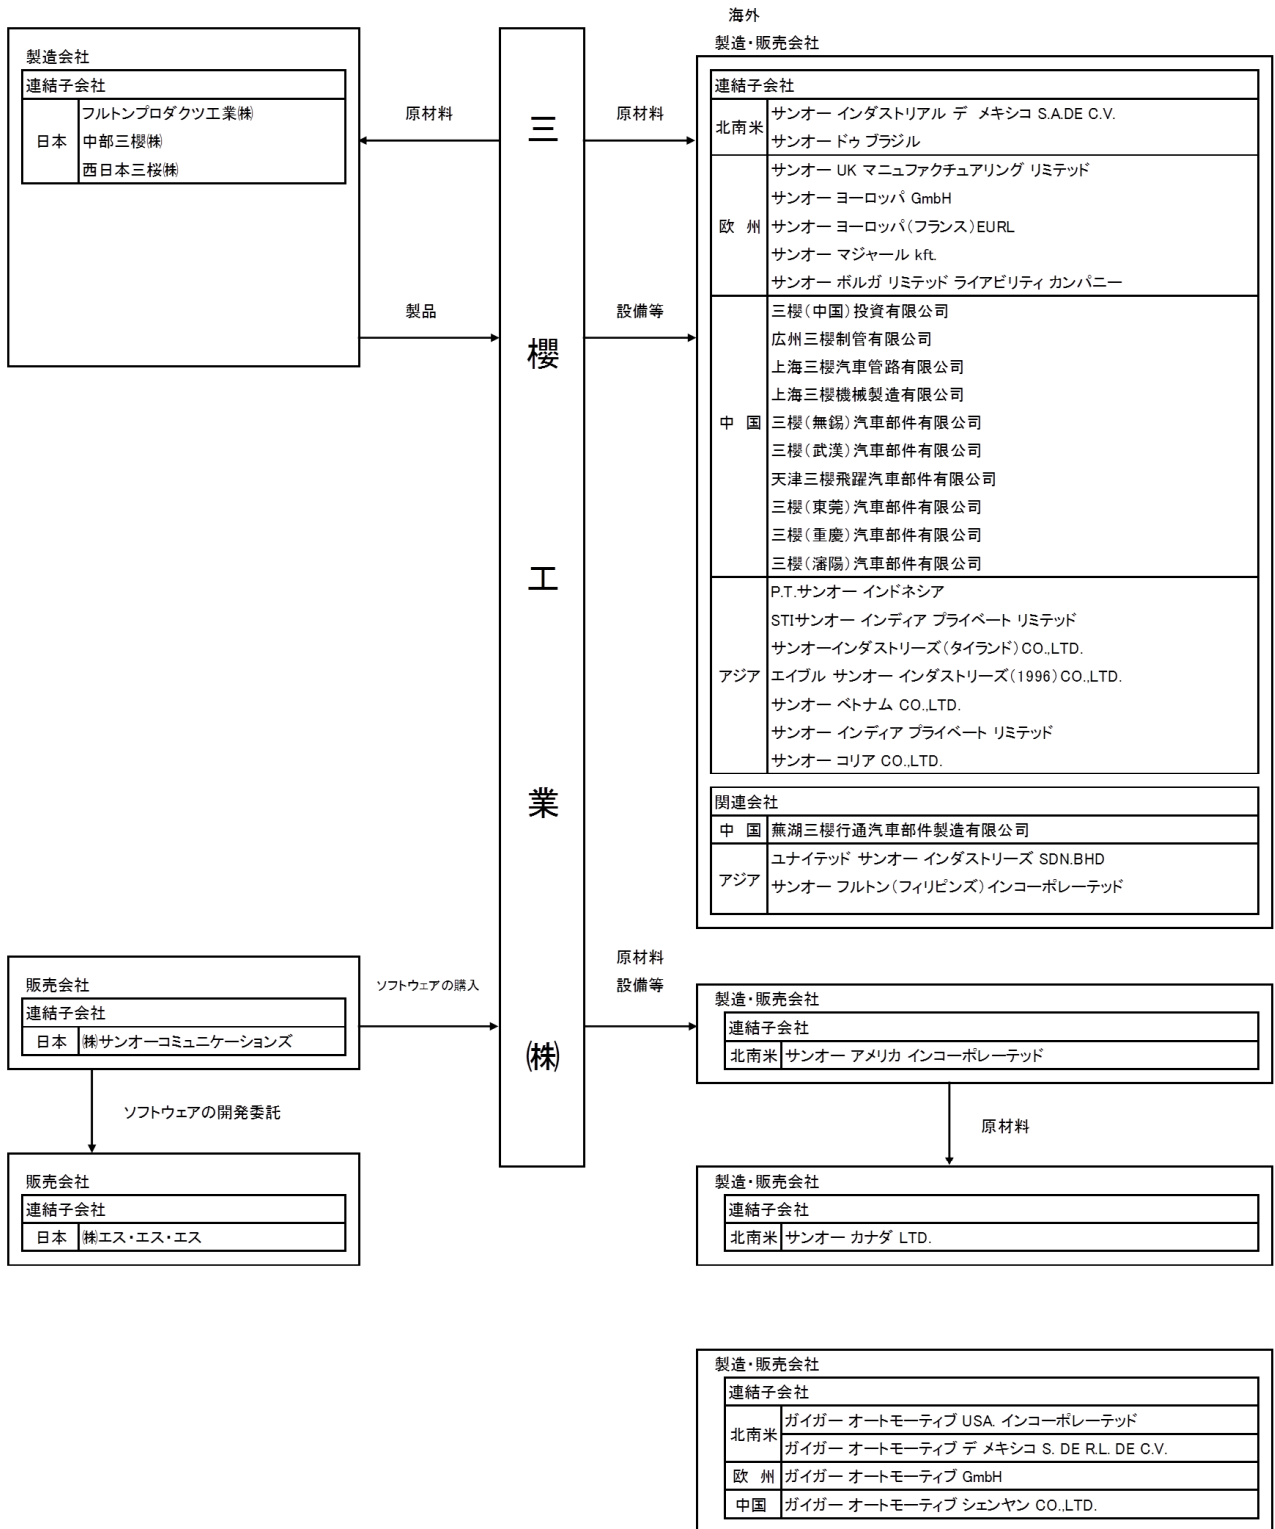 製造会社
連結子会社
日本
フルトンプロダクツ工業㈱
中部三櫻㈱
西日本三桜㈱
原材料
製品
三櫻工業㈱
原材料
設備等
海外
製造・販売会社
連結子会社
北南米
サンオー インダストリアル デ メキシコ S.A.DE C.V.
サンオー ドゥ ブラジル
欧 州
サンオー UK マニュファクチュアリング リミテッド
サンオー ヨーロッパ GmbH
サンオー ヨーロッパ（フランス）EURL
サンオー マジャール kft.
サンオー ボルガ リミテッド ライアビリティ カンパニー
中 国
三櫻（中国）投資有限公司
広州三櫻制管有限公司
上海三櫻汽車管路有限公司
上海三櫻機械製造有限公司
三櫻（無錫）汽車部件有限公司
三櫻（武漢）汽車部件有限公司
天津三櫻飛躍汽車部件有限公司
三櫻（東莞）汽車部件有限公司
三櫻（重慶）汽車部件有限公司
三櫻（瀋陽）汽車部件有限公司
アジア
P.T.サンオー インドネシア
STIサンオー インディア プライベート リミテッド
サンオーインダストリーズ（タイランド）CO.,LTD.
エイブル サンオー インダストリーズ（1996）CO.,LTD.
サンオー ベトナム CO.,LTD.
サンオー インディア プライベート リミテッド
サンオー コリア CO.,LTD.
関連会社
中 国
蕪湖三櫻行通汽車部件製造有限公司
アジア
ユナイテッド サンオー インダストリーズ SDN.BHD
サンオー フルトン（フィリピンズ）インコーポレーテッド
販売会社
連結子会社
日本
㈱サンオーコミュニケーションズ
ソフトウェアの購入
ソフトウェアの開発委託
販売会社
連結子会社
日本
㈱エス・エス・エス
原材料
設備等
製造・販売会社
連結子会社
北南米
サンオー アメリカ インコーポレーテッド
原材料
製造・販売会社
連結子会社
北南米
サンオー カナダ LTD.
製造・販売会社
連結子会社
北南米
ガイガー オートモーティブ USA. インコーポレーテッド
ガイガー オートモーティブ デ メキシコ S. DE R.L. DE C.V.
欧 州
ガイガー オートモーティブ GmbH
中国
ガイガー オートモーティブ シェンヤン CO.,LTD.